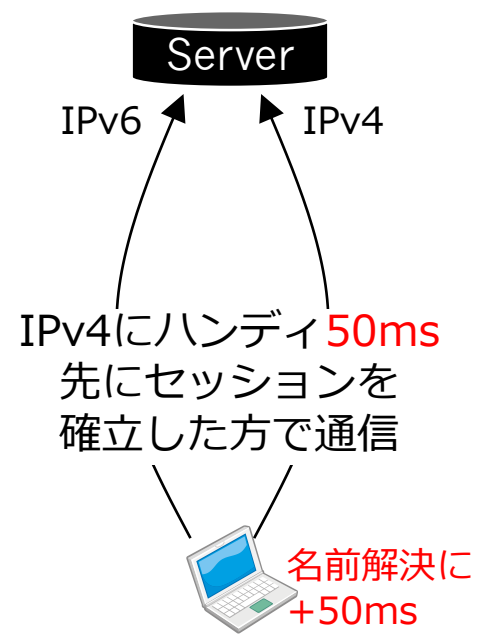 Server
IPv6
IPv4
IPv4にハンディ50ms
先にセッションを
確立した方で通信
名前解決に
+50ms